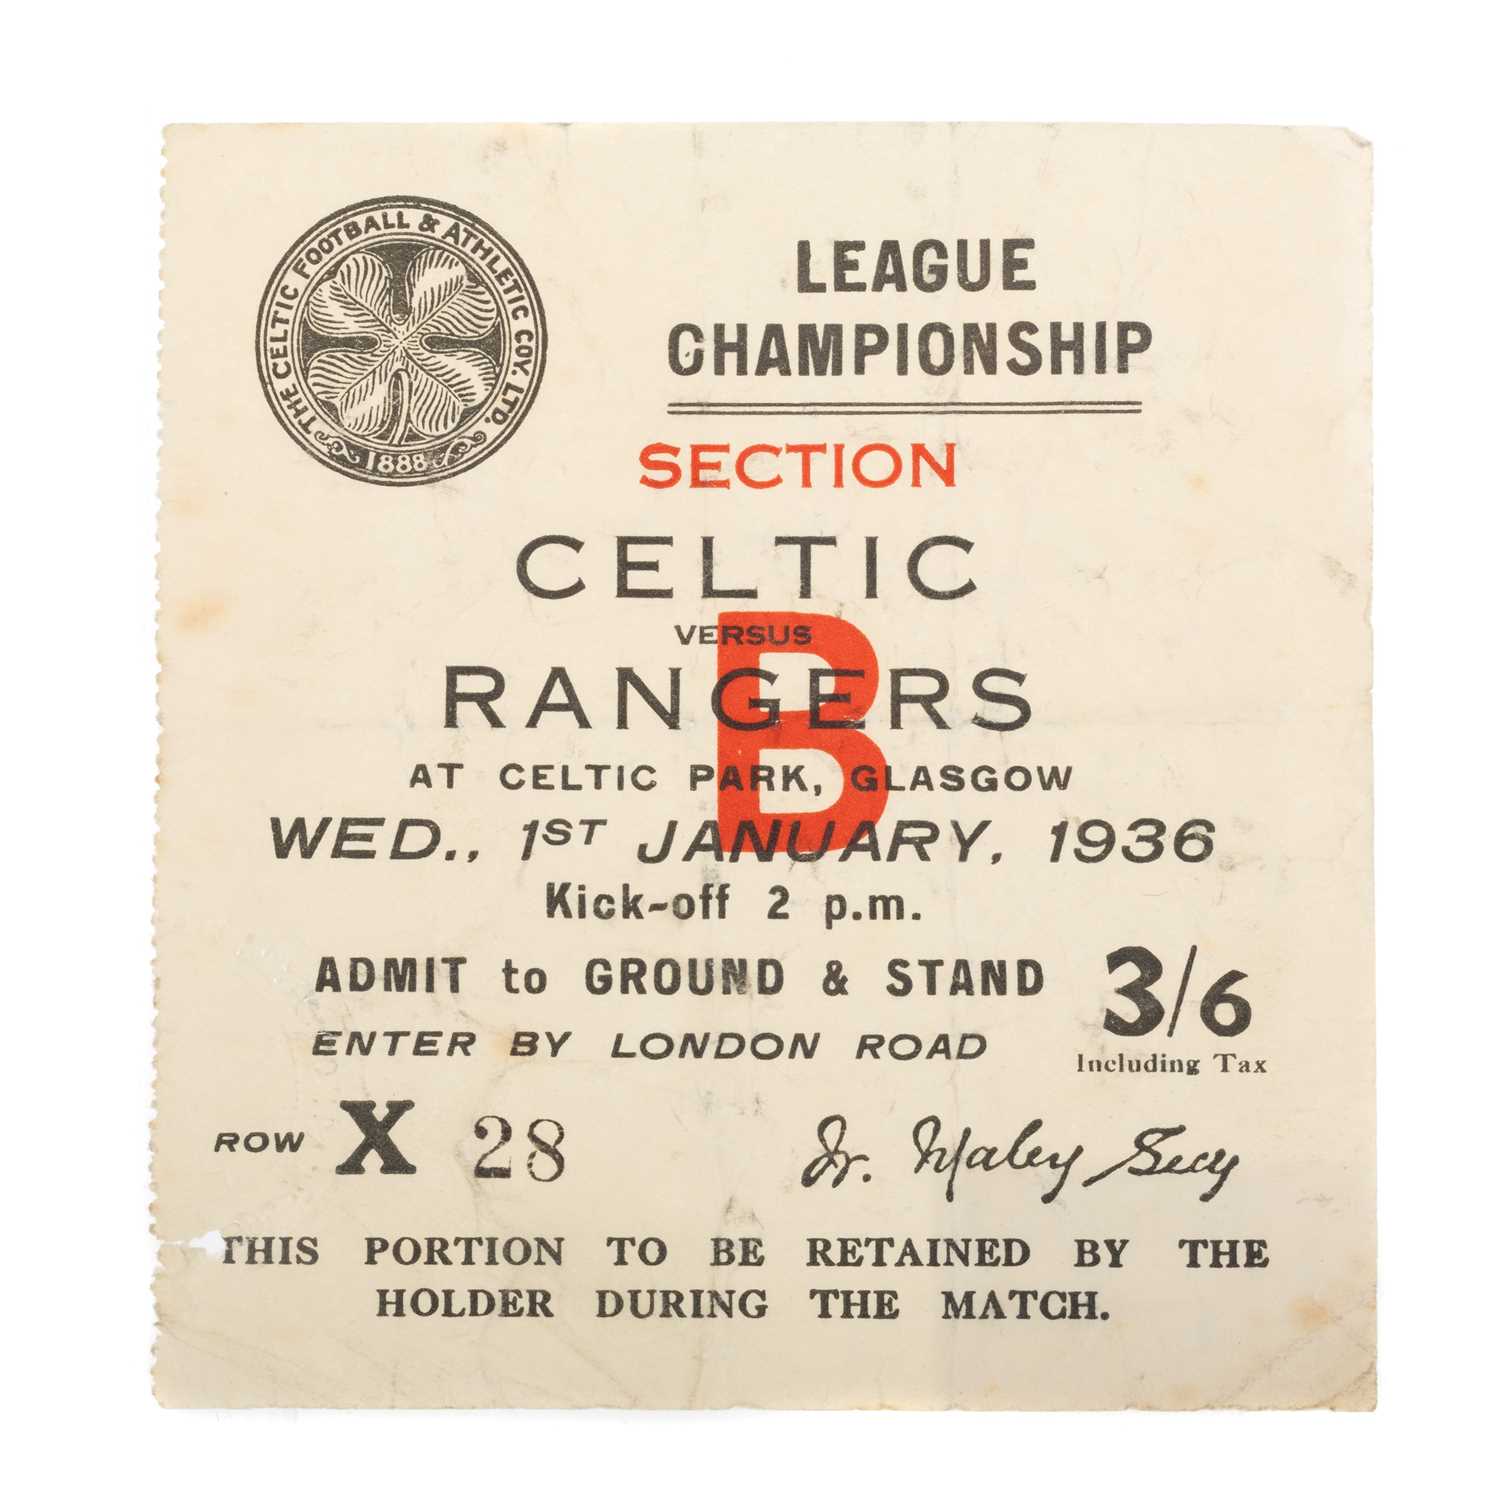 THE CELTIC FOOTBALL & ATHLETIC COY. LTD.
1888
LEAGUE
CHAMPIONSHIP
SECTION
B
CELTIC
VERSUS
RANGERS
AT CELTIC PARK, GLASGOW
WED., 1ST JANUARY, 1936
Kick-off 2 p.m.
ADMIT to GROUND & STAND 3/6
ENTER BY LONDON ROAD Including Tax
ROW X 28 W. Maley Secy
THIS PORTION TO BE RETAINED BY THE
HOLDER DURING THE MATCH.